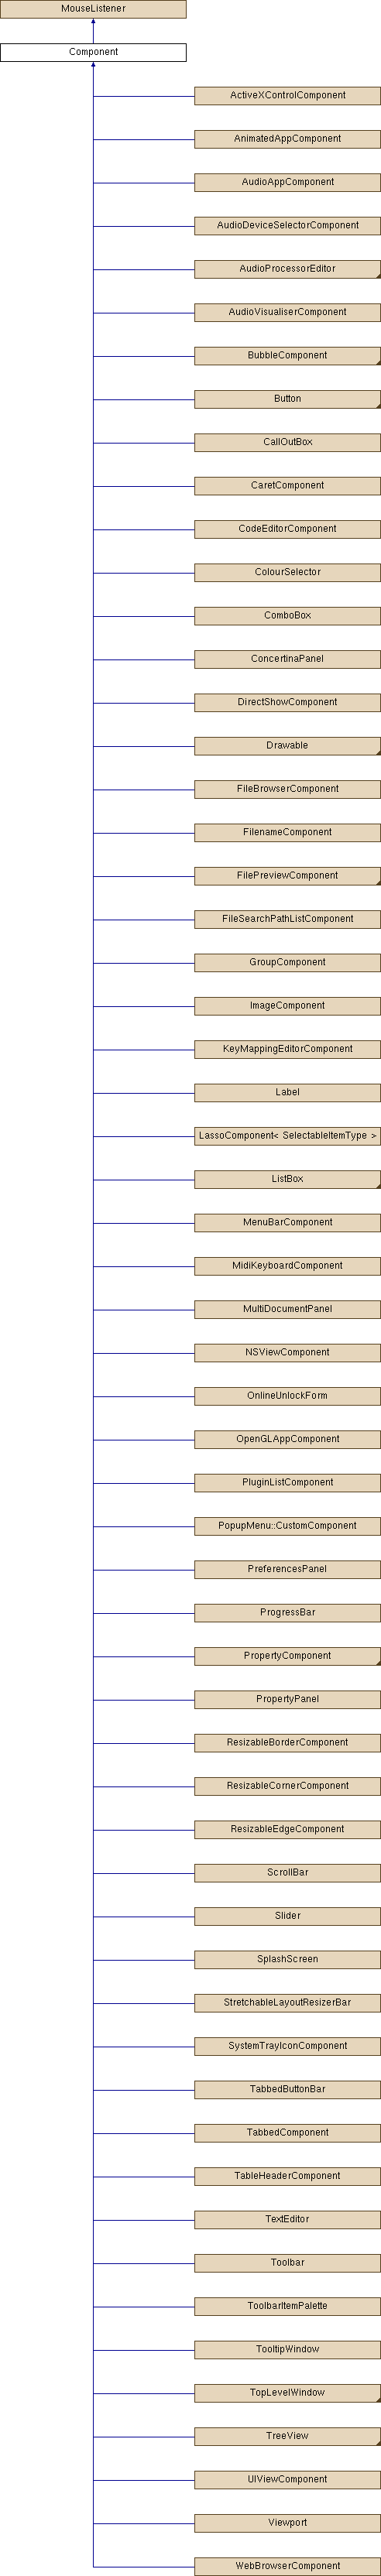 MouseListener
Component
ActiveXControlComponent
AnimatedAppComponent
AudioAppComponent
AudioDeviceSelectorComponent
AudioProcessorEditor
AudioVisualiserComponent
BubbleComponent
Button
CallOutBox
CaretComponent
CodeEditorComponent
ColourSelector
ComboBox
ConcertinaPanel
DirectShowComponent
Drawable
FileBrowserComponent
FilenameComponent
FilePreviewComponent
FileSearchPathListComponent
GroupComponent
ImageComponent
KeyMappingEditorComponent
Label
LassoComponent< SelectableItemType >
ListBox
MenuBarComponent
MidiKeyboardComponent
MultiDocumentPanel
NSViewComponent
OnlineUnlockForm
OpenGLAppComponent
PluginListComponent
PopupMenu::CustomComponent
PreferencesPanel
ProgressBar
PropertyComponent
PropertyPanel
ResizableBorderComponent
ResizableCornerComponent
ResizableEdgeComponent
ScrollBar
Slider
SplashScreen
StretchableLayoutResizerBar
SystemTrayIconComponent
TabbedButtonBar
TabbedComponent
TableHeaderComponent
TextEditor
Toolbar
ToolbarItemPalette
TooltipWindow
TopLevelWindow
TreeView
UIViewComponent
Viewport
WebBrowserComponent